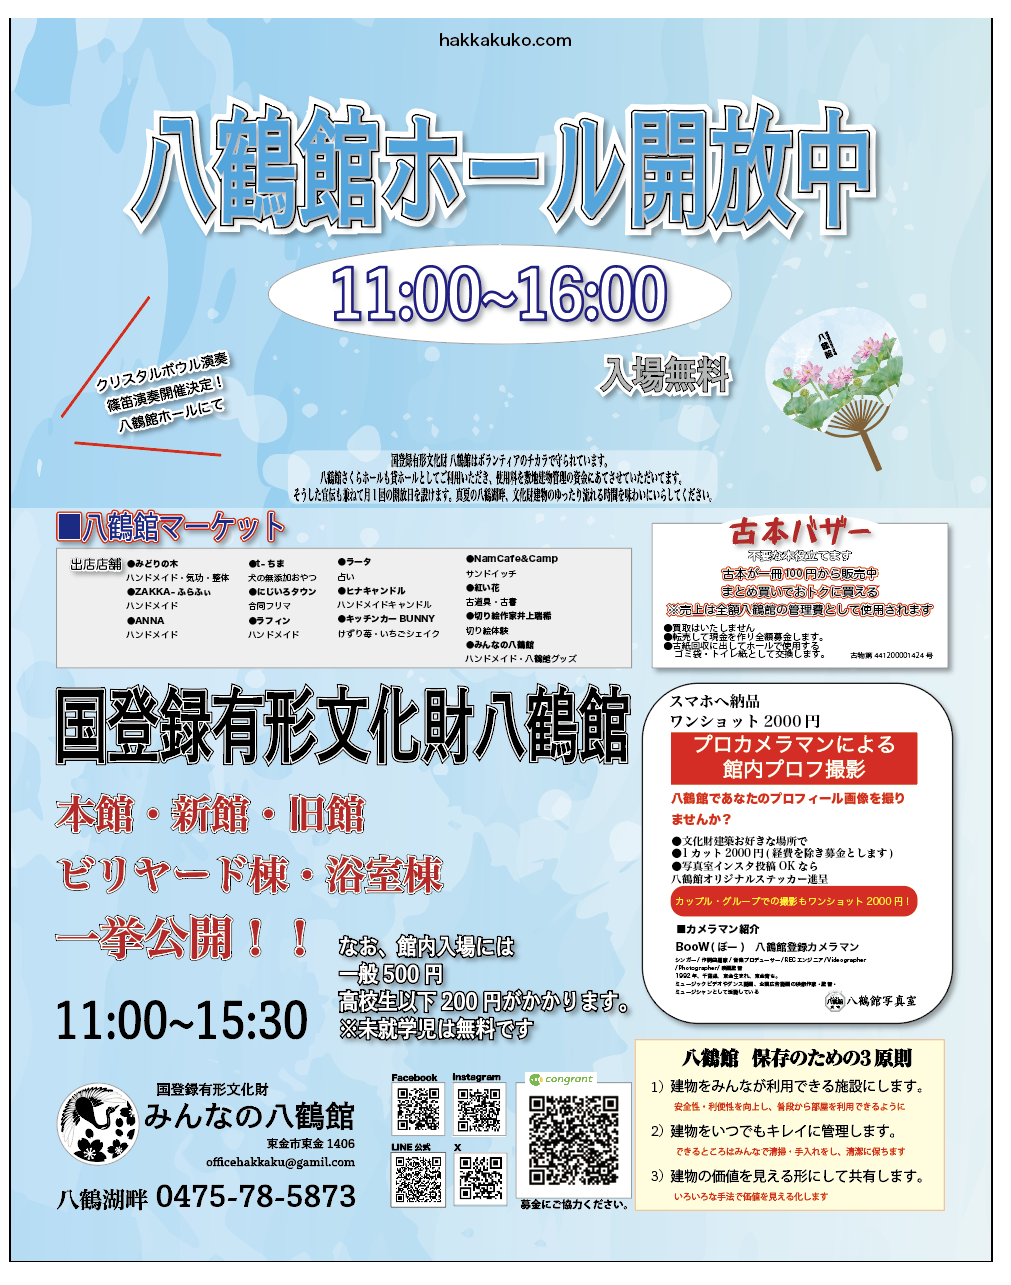 hakkakuko.com
八鶴館ホール開放中
11:00~16:00
入場無料
クリスタルボウル演奏
篠笛演奏開催決定！
八鶴館ホールにて
八鶴館
国登録有形文化財 八鶴館はボランティアのチカラで守られています。
八鶴館さくらホールも貸ホールとしてご利用いただき、使用料を敷地建物管理の資金にあてさせていただいてます。
そうした宣伝も兼ねて月１回の開放日を設けます。真夏の八鶴湖畔、文化財建物のゆったり流れる時間を味わいにいらしてください。
■八鶴館マーケット
出店店舗
●みどりの木
ハンドメイド・気功・整体
●ZAKKA- ふらふぃ
ハンドメイド
●ANNA
ハンドメイド
●t- ちま
犬の無添加おやつ
●にじいろタウン
合同フリマ
●ラフィン
ハンドメイド
●ラータ
占い
●ヒナキャンドル
ハンドメイドキャンドル
●キッチンカー BUNNY
けずり苺・いちごシェイク
●NamCafe&Camp
サンドイッチ
●紅い花
古道具・古書
●切り絵作家井上瑞稀
切り絵体験
●みんなの八鶴館
ハンドメイド・八鶴館グッズ
古本バザー
不要な本役立てます
古本が一冊 100 円から販売中
まとめ買いでおトクに買える
※売上は全額八鶴館の管理費として使用されます
●買取はいたしません
●転売して現金を作り全額募金します。
●古紙回収に出してホールで使用する
ゴミ袋・トイレ紙として交換します。
古物第 441200001424 号
国登録有形文化財八鶴館
本館・新館・旧館
ビリヤード棟・浴室棟
一挙公開！！
11:00~15:30
なお、館内入場には
一般 500 円
高校生以下 200 円がかかります。
※未就学児は無料です
スマホへ納品
ワンショット 2000 円
プロカメラマンによる
館内プロフ撮影
八鶴館であなたのプロフィール画像を撮り
ませんか？
●文化財建築お好きな場所で
●1 カット 2000 円 ( 経費を除き募金とします )
●写真室インスタ投稿 OK なら
八鶴館オリジナルステッカー進呈
カップル・グループでの撮影もワンショット 2000 円！
■カメラマン紹介
BooW ( ぼー )　八鶴館登録カメラマン
八鶴館写真室
国登録有形文化財
みんなの八鶴館
東金市東金 1406
officehakkaku@gamil.com
八鶴湖畔 0475-78-5873
Facebook
Instagram
LINE 公式
X
congrant
募金にご協力ください。
八鶴館 保存のための3 原則
1）建物をみんなが利用できる施設にします。
安全性・利便性を向上し、普段から部屋を利用できるように
2）建物をいつでもキレイに管理します。
できるところはみんなで清掃・手入れをし、清潔に保ちます
3）建物の価値を見える形にして共有します。
いろいろな手法で価値を見える化します